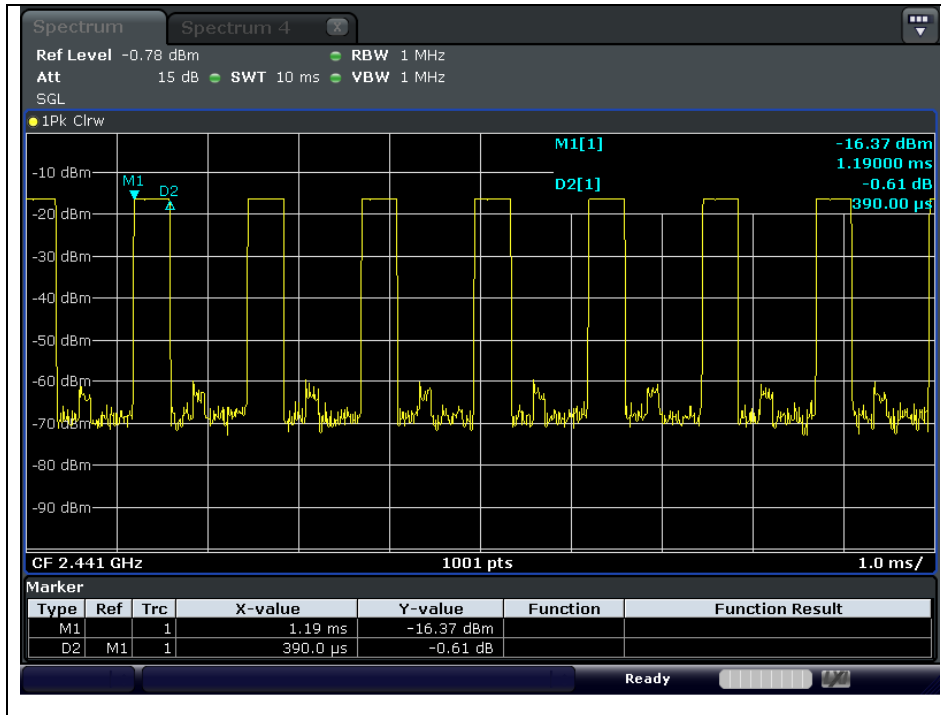 Spectrum Spectrum 4 X
Ref Level -0.78 dBm RBW 1 MHz
Att 15 dB SWT 10 ms VBW 1 MHz
SGL
1Pk Clrw
M1[1] -16.37 dBm
1.19000 ms
D2[1] -0.61 dB
390.00 µs
M1
D2
-10 dBm
-20 dBm
-30 dBm
-40 dBm
-50 dBm
-60 dBm
-70 dBm
-80 dBm
-90 dBm
CF 2.441 GHz 1001 pts 1.0 ms/
Marker
Type Ref Trc X-value Y-value Function Function Result
M1 1 1.19 ms -16.37 dBm
D2 M1 1 390.0 µs -0.61 dB
Ready